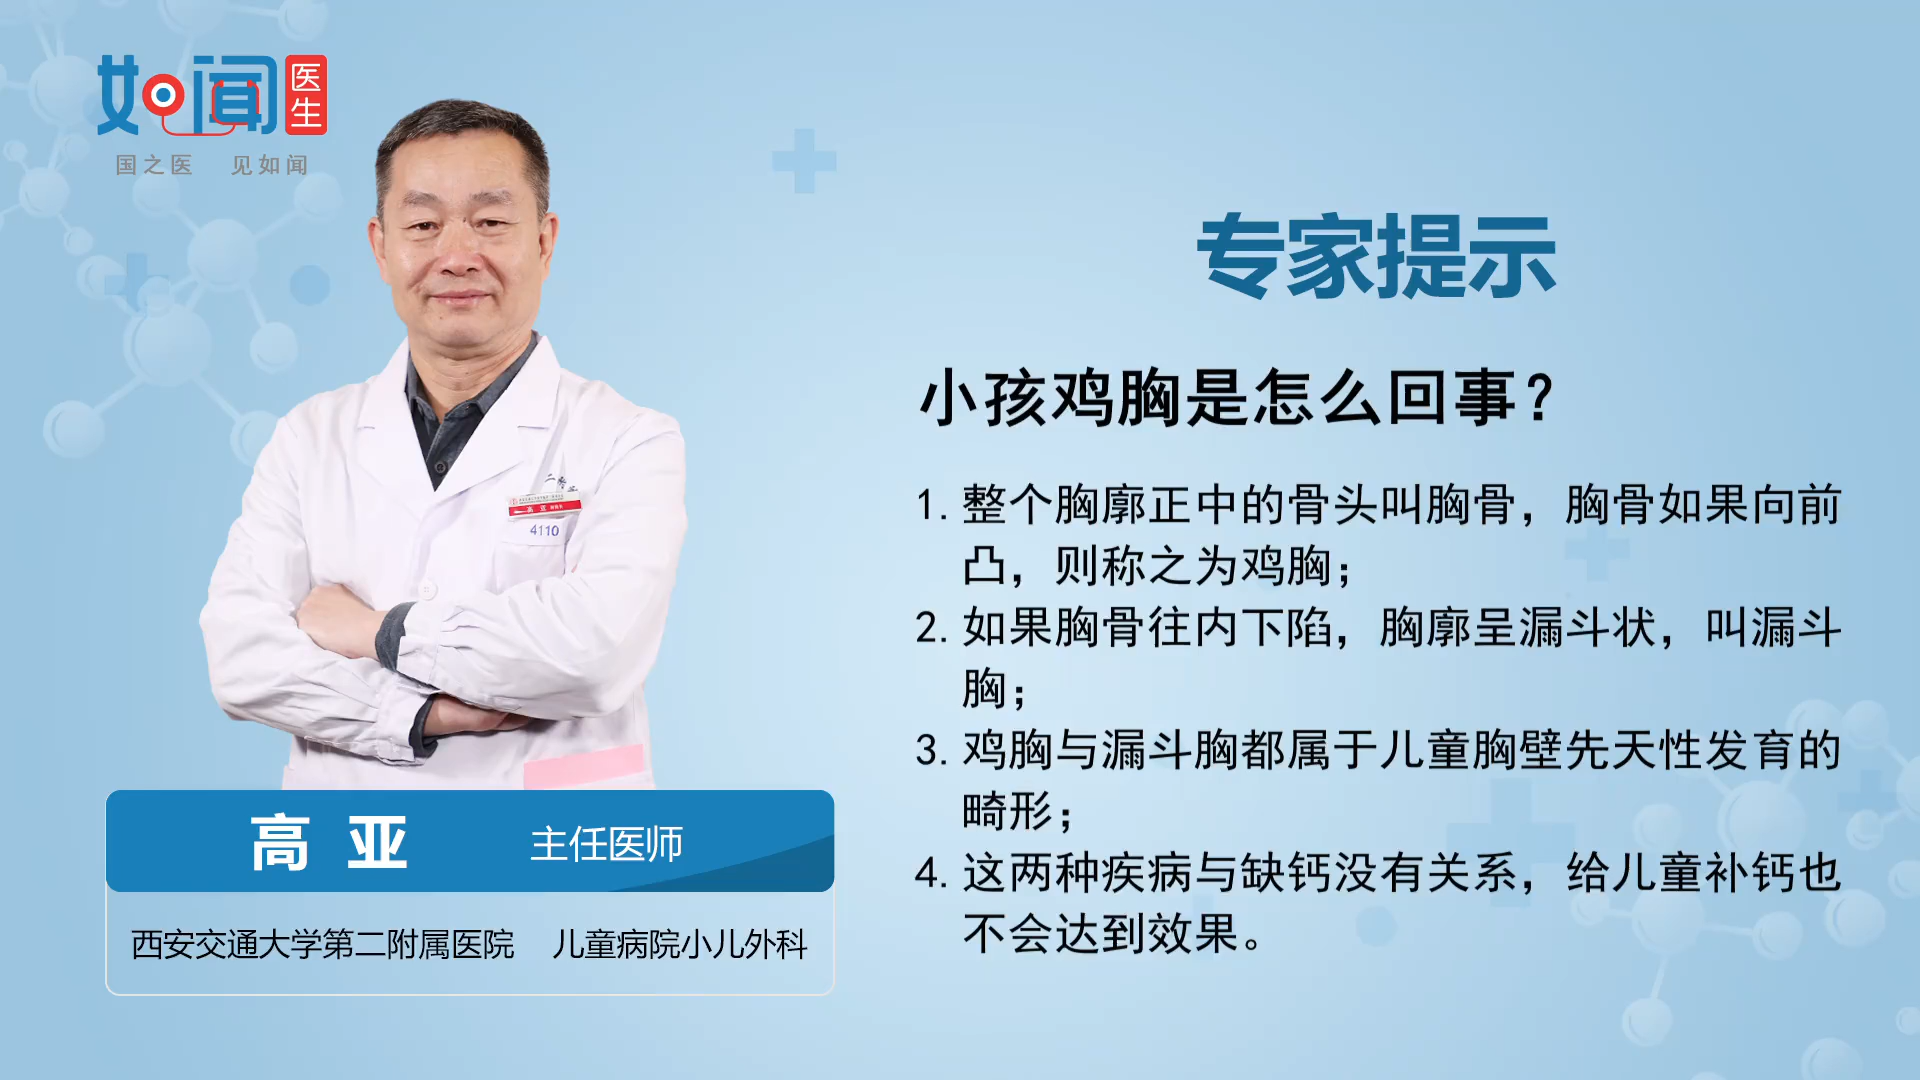 如闻医生
国之医 见如闻
专家提示
小孩鸡胸是怎么回事？
1. 整个胸廓正中的骨头叫胸骨，胸骨如果向前
凸，则称之为鸡胸；
2. 如果胸骨往内下陷，胸廓呈漏斗状，叫漏斗
胸；
3. 鸡胸与漏斗胸都属于儿童胸壁先天性发育的
畸形；
4. 这两种疾病与缺钙没有关系，给儿童补钙也
不会达到效果。
高亚
4110
高 亚 主任医师
西安交通大学第二附属医院 儿童病院小儿外科